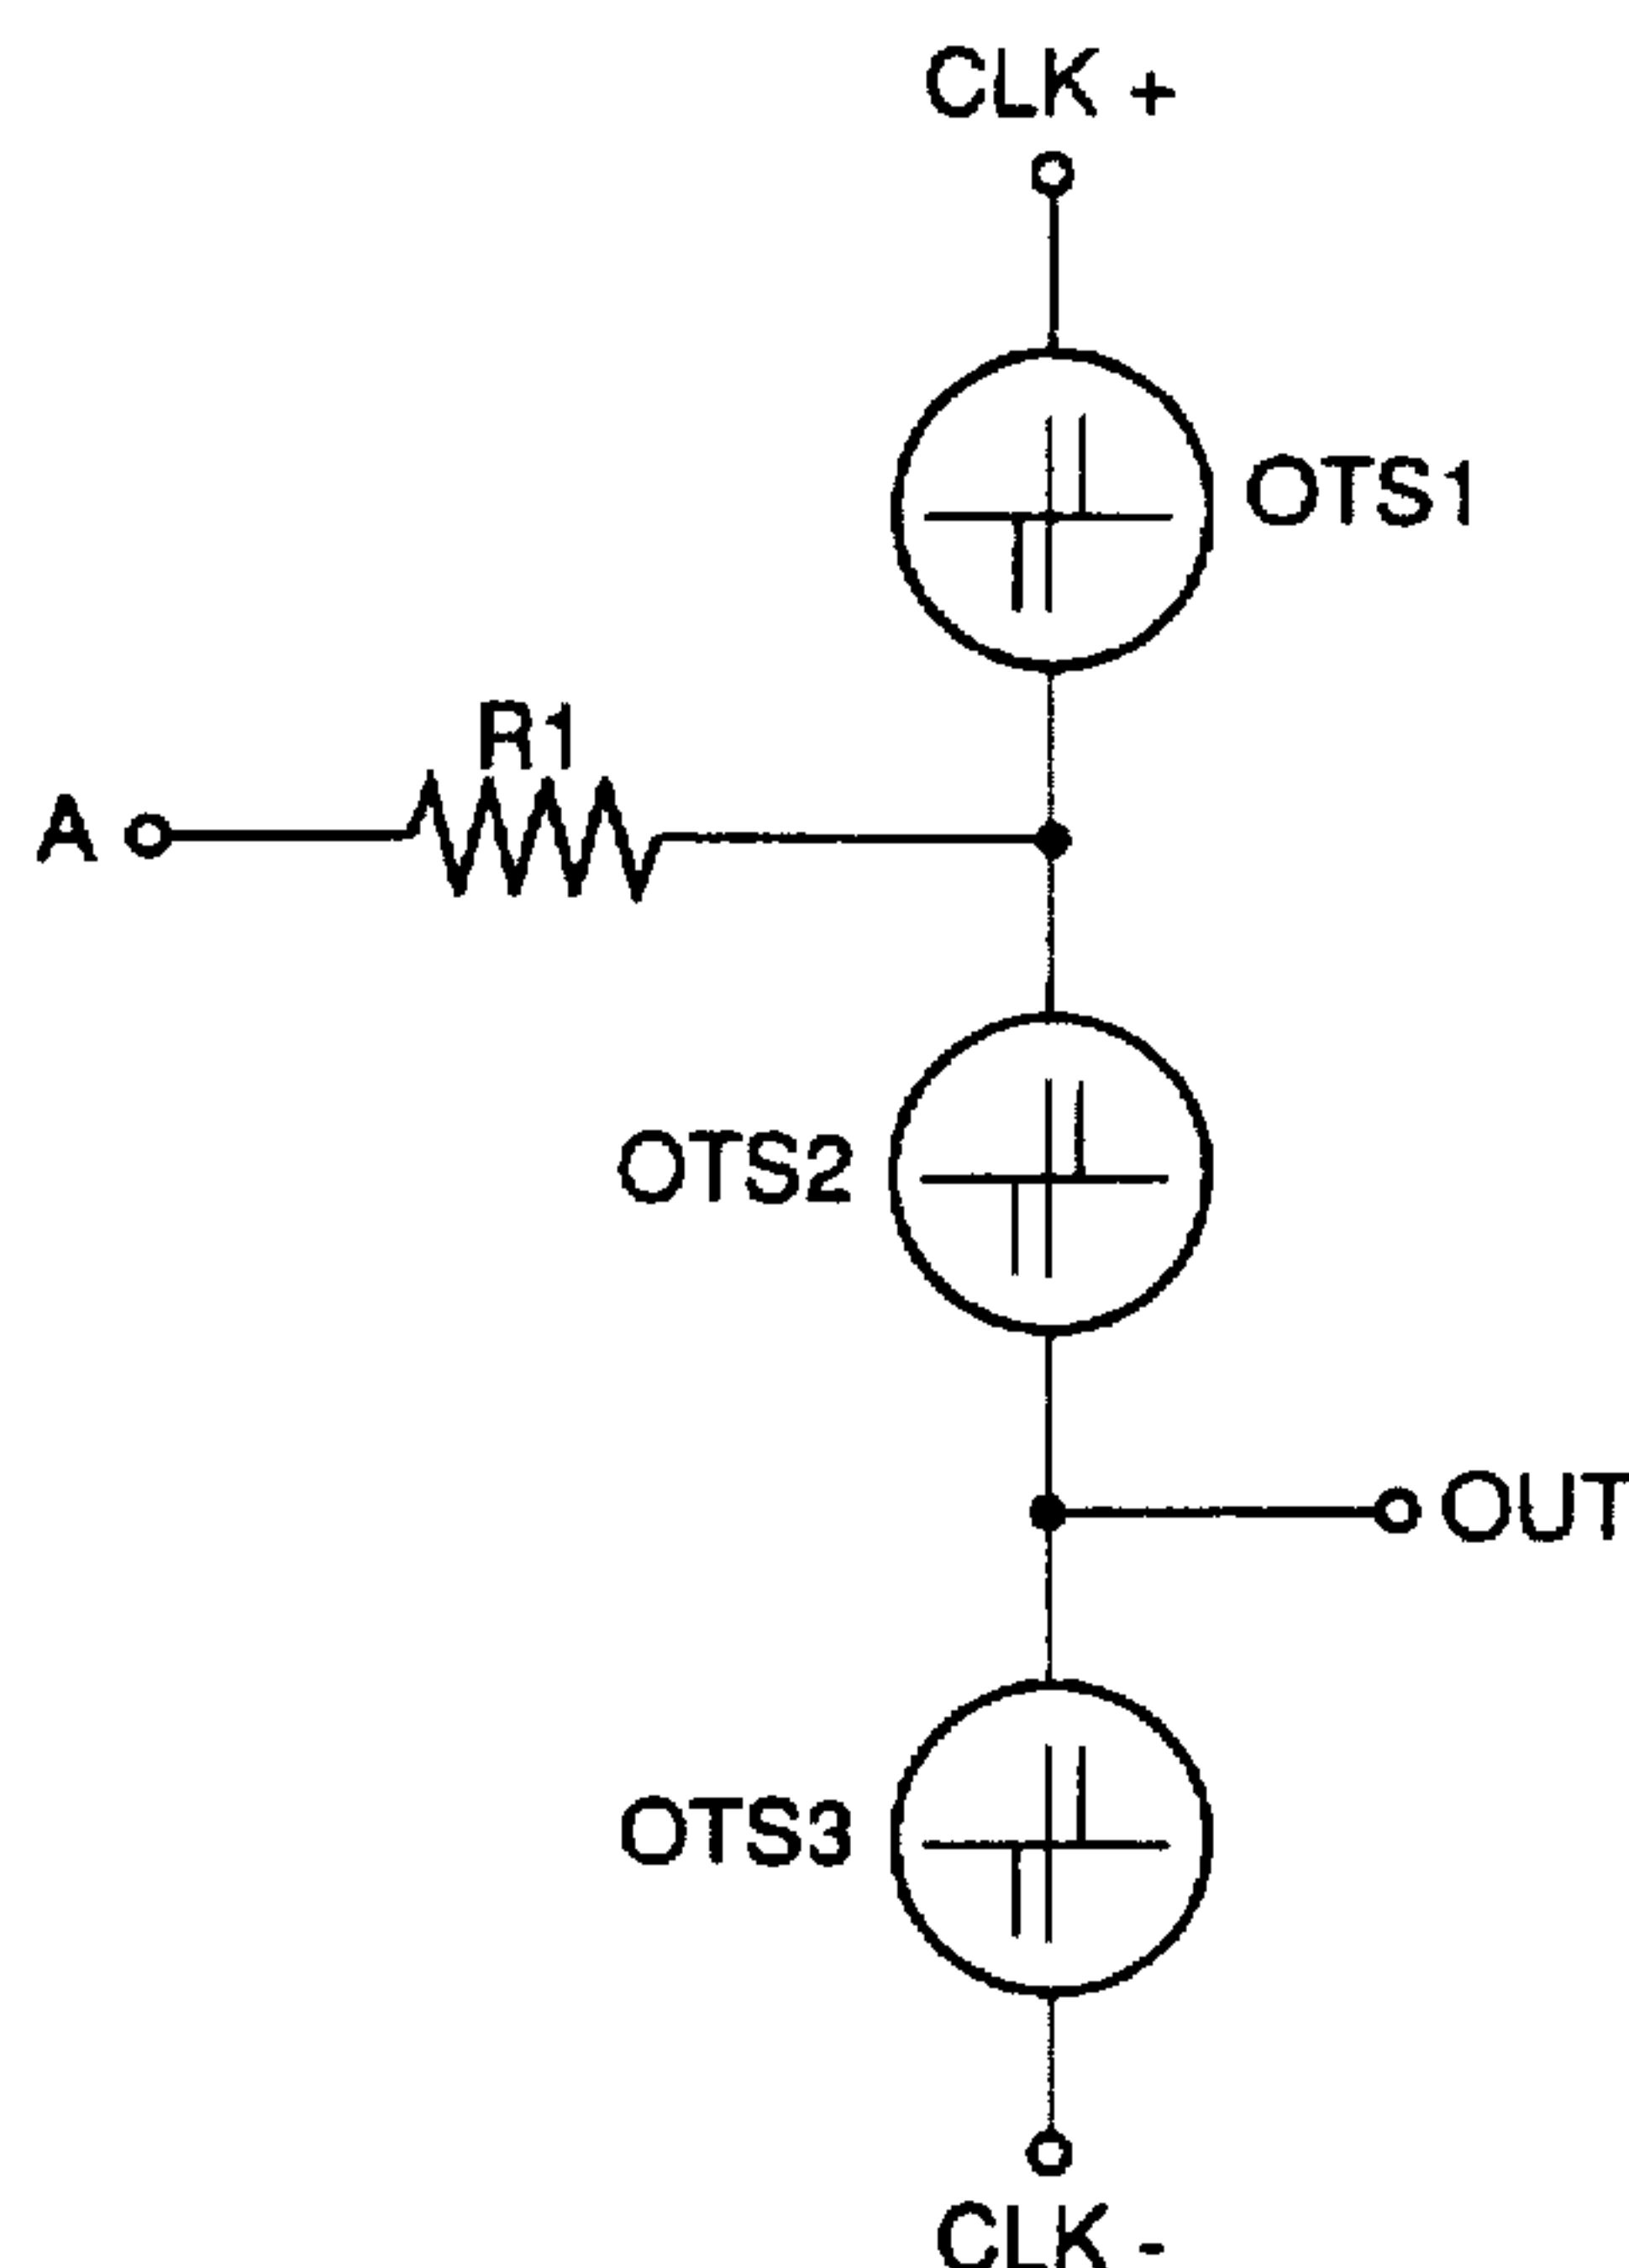 CLK +
OTS1
R1
A
OTS2
OUT
OTS3
CLK -